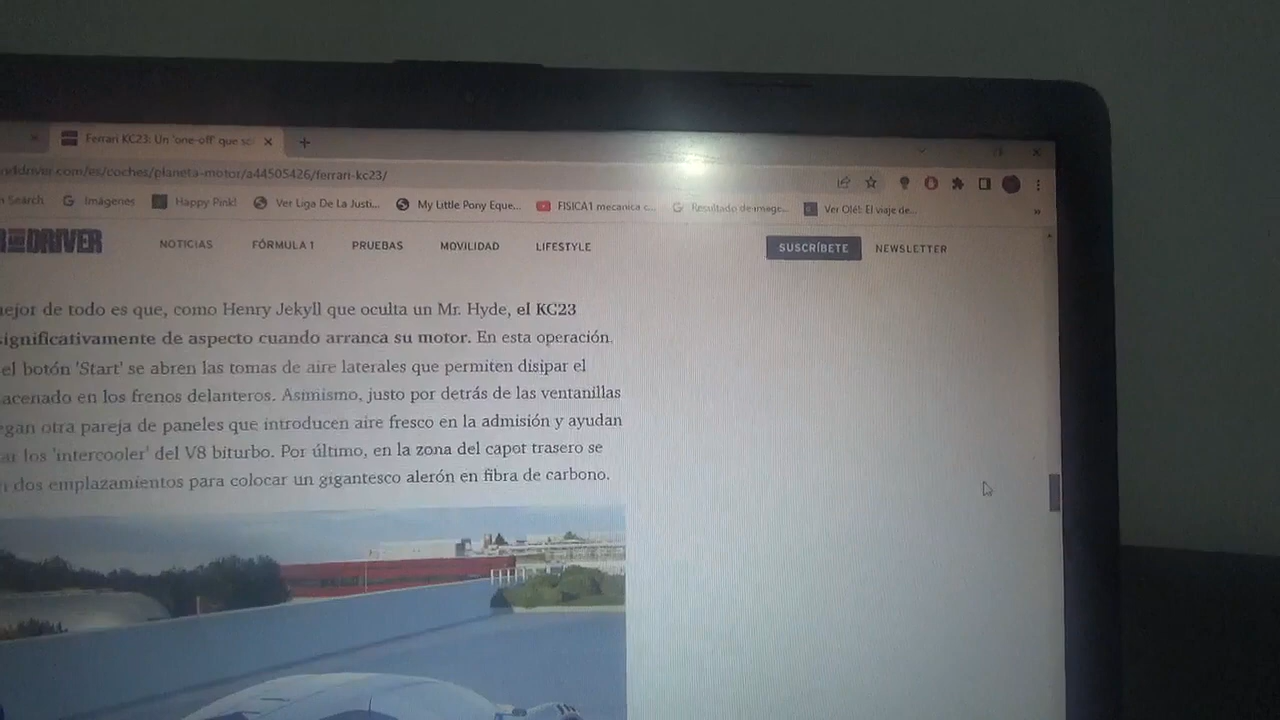 Ferrari KC23: Un 'one-off' que
driver.com/es/coches/planeta-motor/a44505426/ferrari-kc23/
Search Imágenes Happy Pink! Ver Liga De La Justi... My Little Pony Eque... FISICA1 mecanica c... Resultado de image... Ver Olé!: El viaje de... »
DRIVER NOTICIAS FÓRMULA 1 PRUEBAS MOVILIDAD LIFESTYLE SUSCRÍBETE NEWSLETTER
ejor de todo es que, como Henry Jekyll que oculta un Mr. Hyde, el KC23
significativamente de aspecto cuando arranca su motor. En esta operación,
el botón 'Start' se abren las tomas de aire laterales que permiten disipar el
acenado en los frenos delanteros. Asmismo, justo por detrás de las ventanillas
egan otra pareja de paneles que introducen aire fresco en la admisión y ayudan
ar los 'intercooler' del V8 biturbo. Por último, en la zona del capot trasero se
dos emplazamientos para colocar un gigantesco alerón en fibra de carbono.